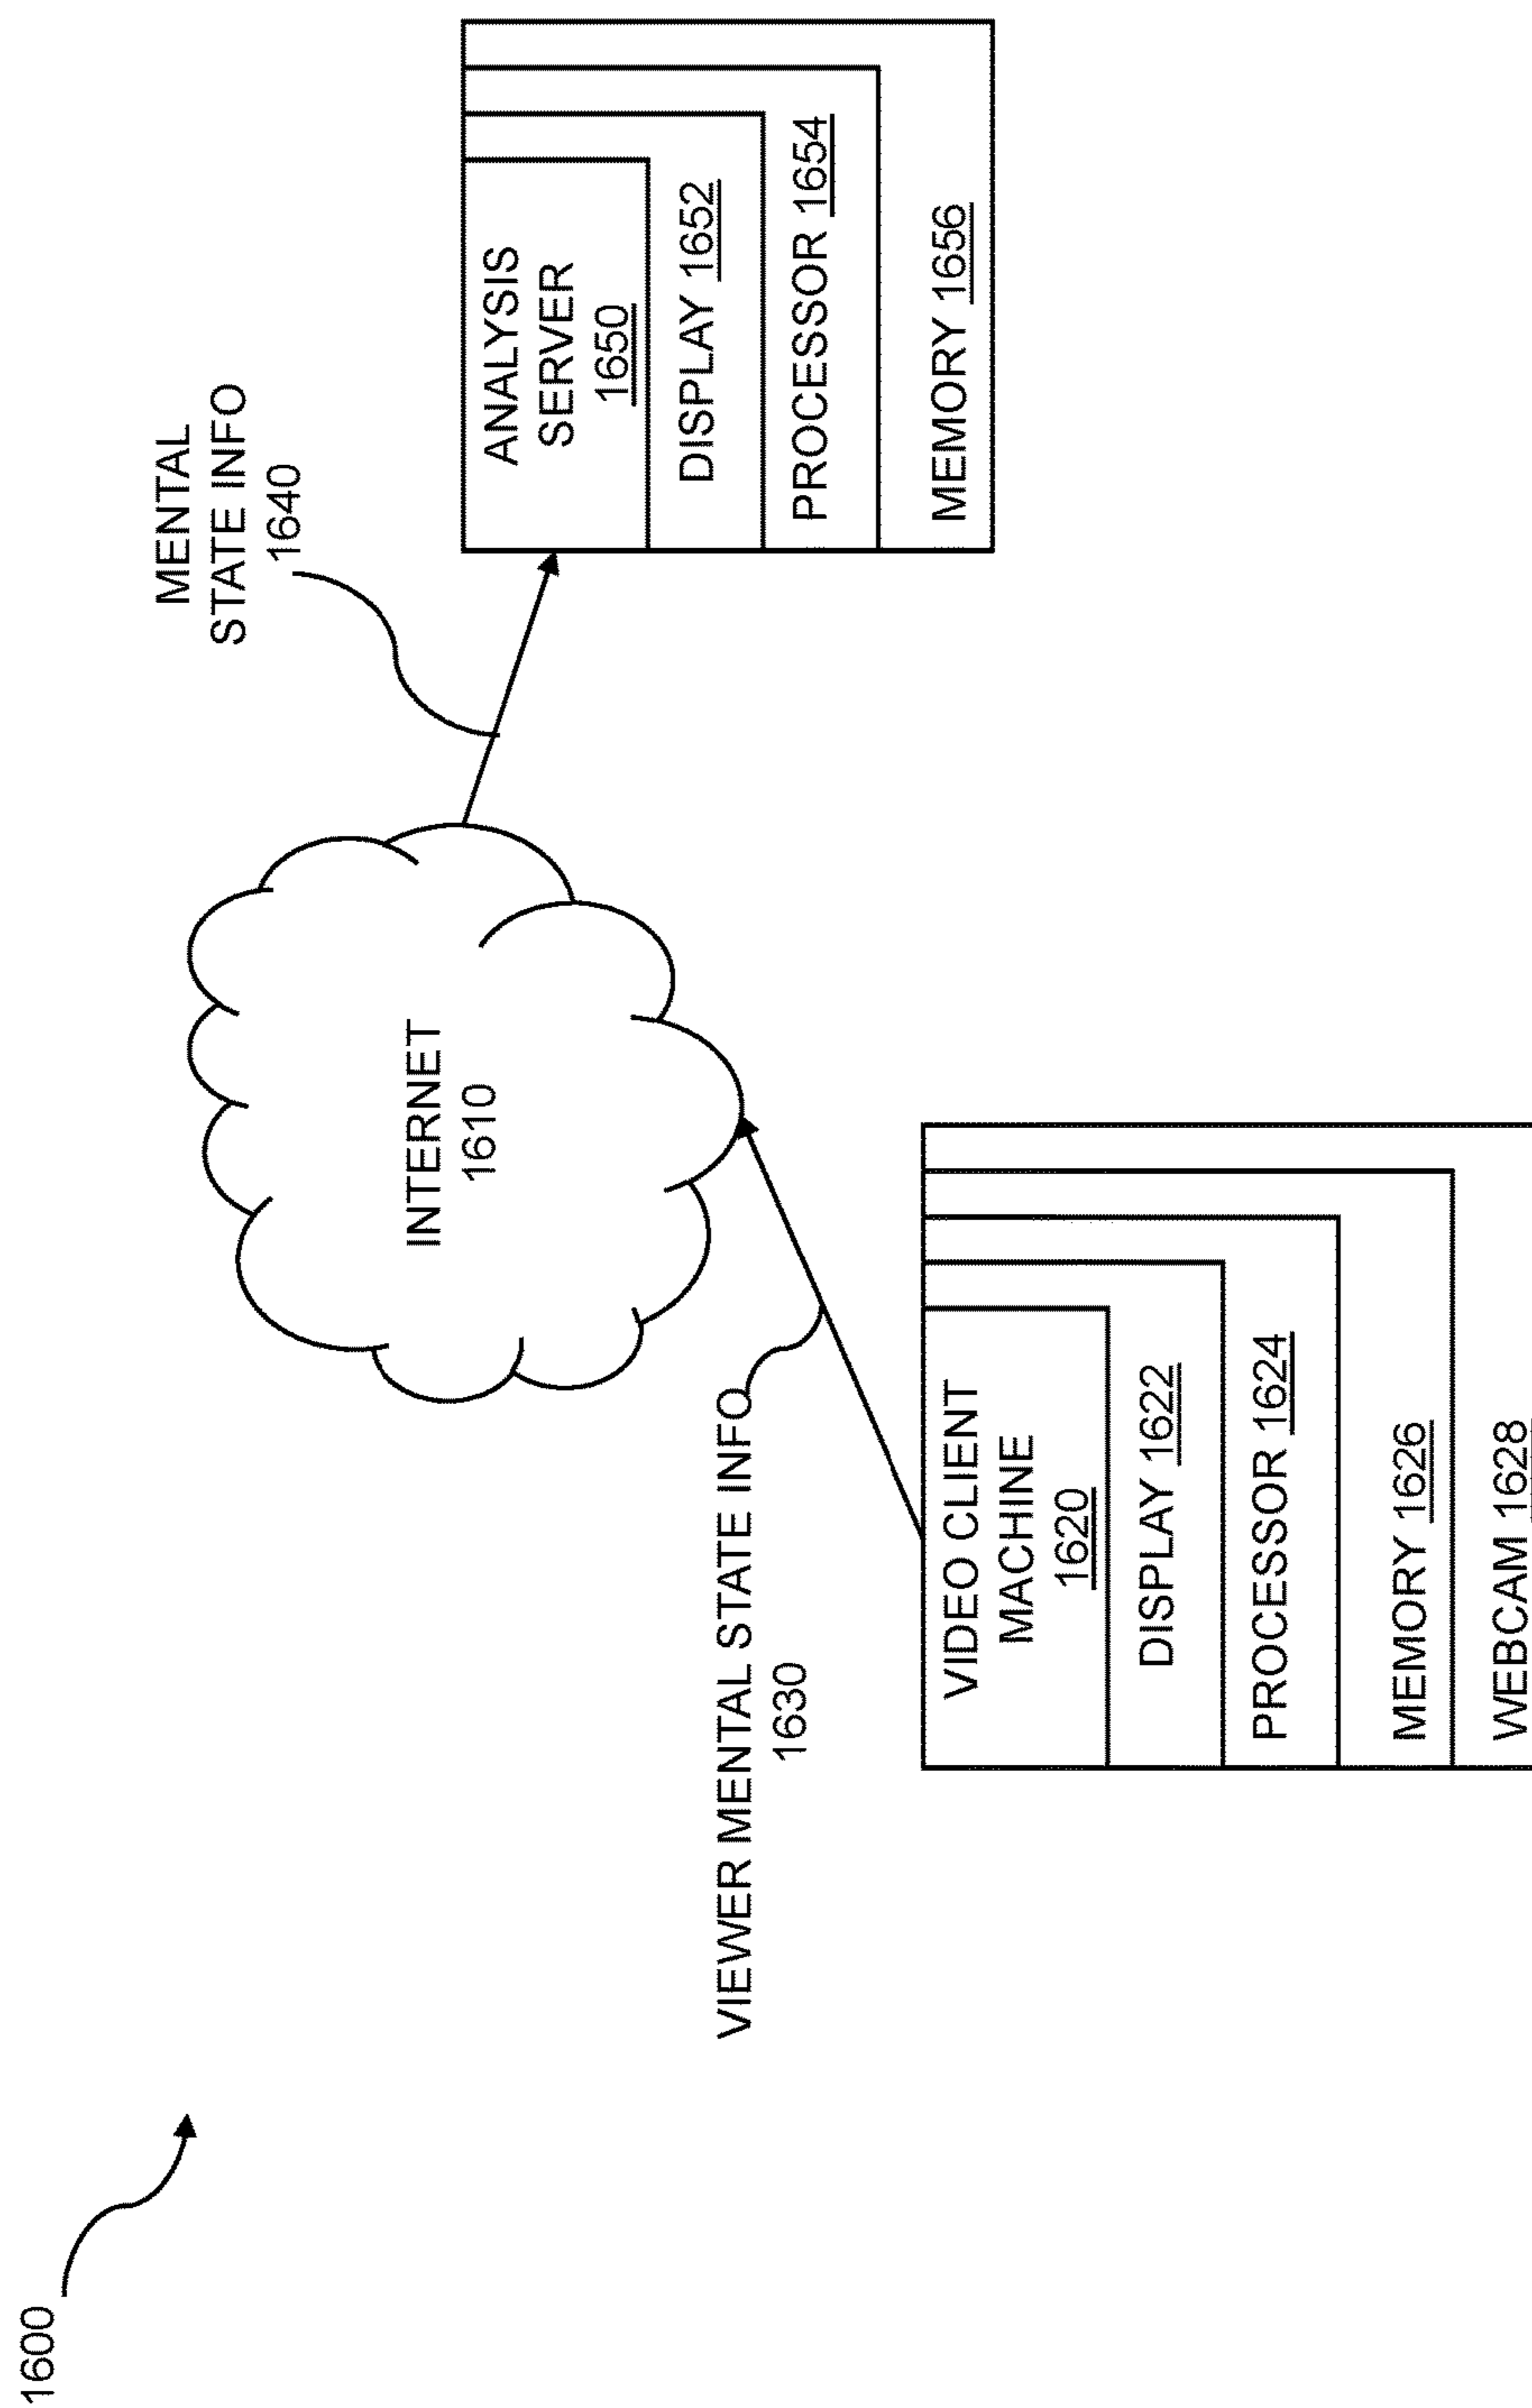 1600
MENTAL
STATE INFO
1640
INTERNET
1610
VIEWER MENTAL STATE INFO
1630
ANALYSIS
SERVER
1650
DISPLAY 1652
PROCESSOR 1654
MEMORY 1656
VIDEO CLIENT
MACHINE
1620
DISPLAY 1622
PROCESSOR 1624
MEMORY 1626
WEBCAM 1628